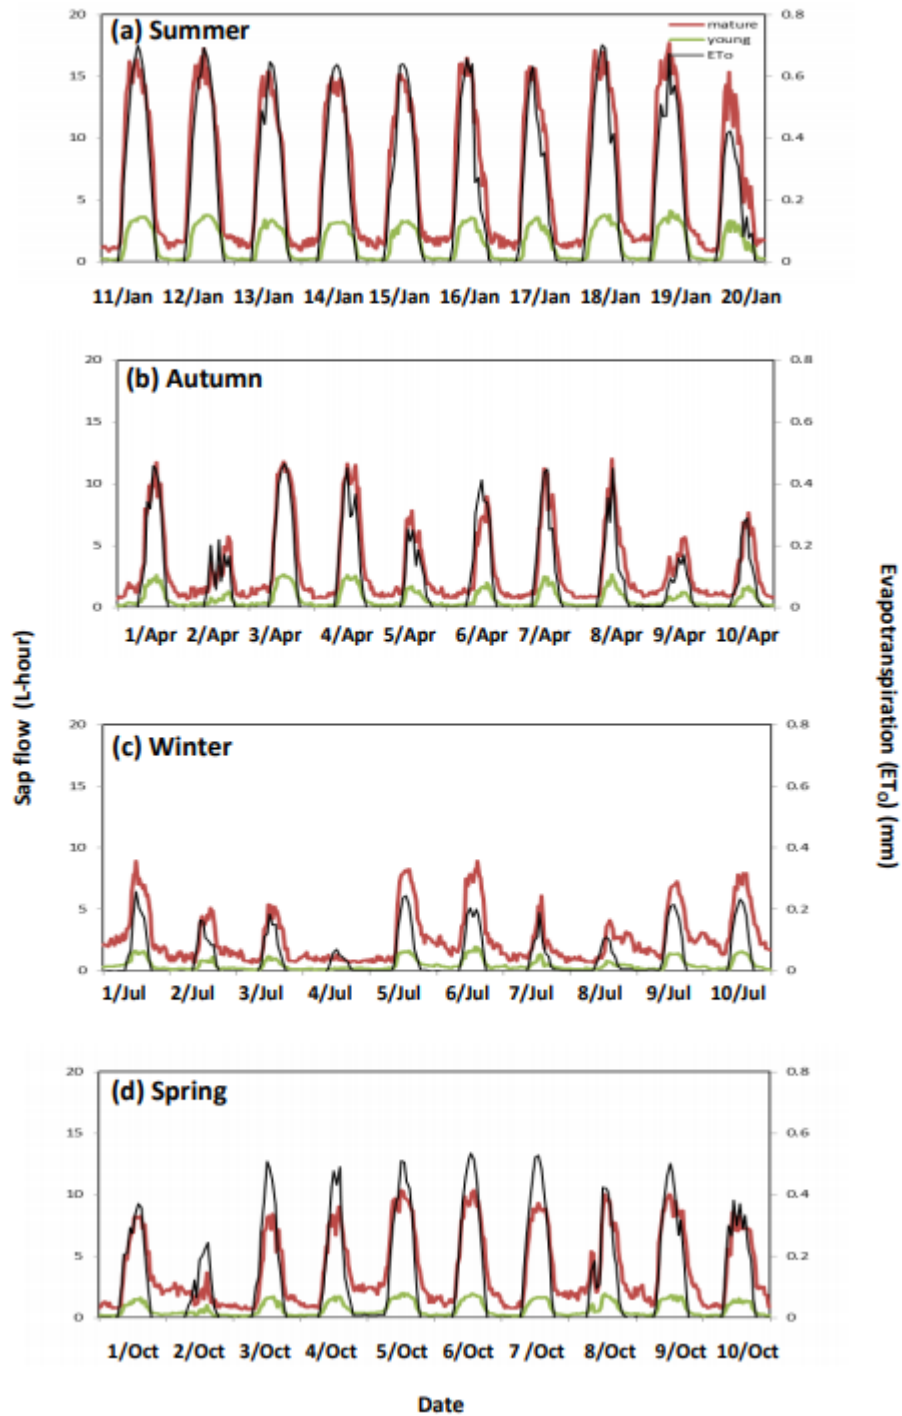 (a) Summer
mature
young
ETo
20
15
10
5
0
0.8
0.6
0.4
0.2
0
11/Jan 12/Jan 13/Jan 14/Jan 15/Jan 16/Jan 17/Jan 18/Jan 19/Jan 20/Jan
(b) Autumn
20
15
10
5
0
0.8
0.6
0.4
0.2
0
1/Apr 2/Apr 3/Apr 4/Apr 5/Apr 6/Apr 7/Apr 8/Apr 9/Apr 10/Apr
Sap flow (L-hour)
Evapotranspiration (ETO) (mm)
(c) Winter
20
15
10
5
0
0.8
0.6
0.4
0.2
0
1/Jul 2/Jul 3/Jul 4/Jul 5/Jul 6/Jul 7/Jul 8/Jul 9/Jul 10/Jul
(d) Spring
20
15
10
5
0
0.8
0.6
0.4
0.2
0
1/Oct 2/Oct 3/Oct 4/Oct 5/Oct 6/Oct 7 /Oct 8/Oct 9/Oct 10/Oct
Date